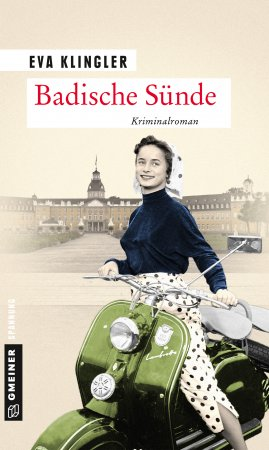 EVA KLINGLER
Badische Sünde
Kriminalroman
GMEINER
SPANNUNG